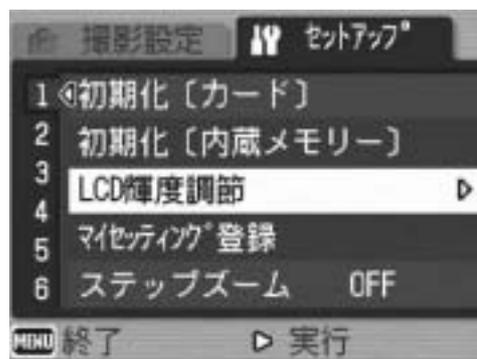 撮影設定 セットアップ
1 初期化〔カード〕
2 初期化〔内蔵メモリー〕
3 LCD輝度調節
4 マイセッティング登録
5
6 ステップズーム OFF
MENU 終了 実行